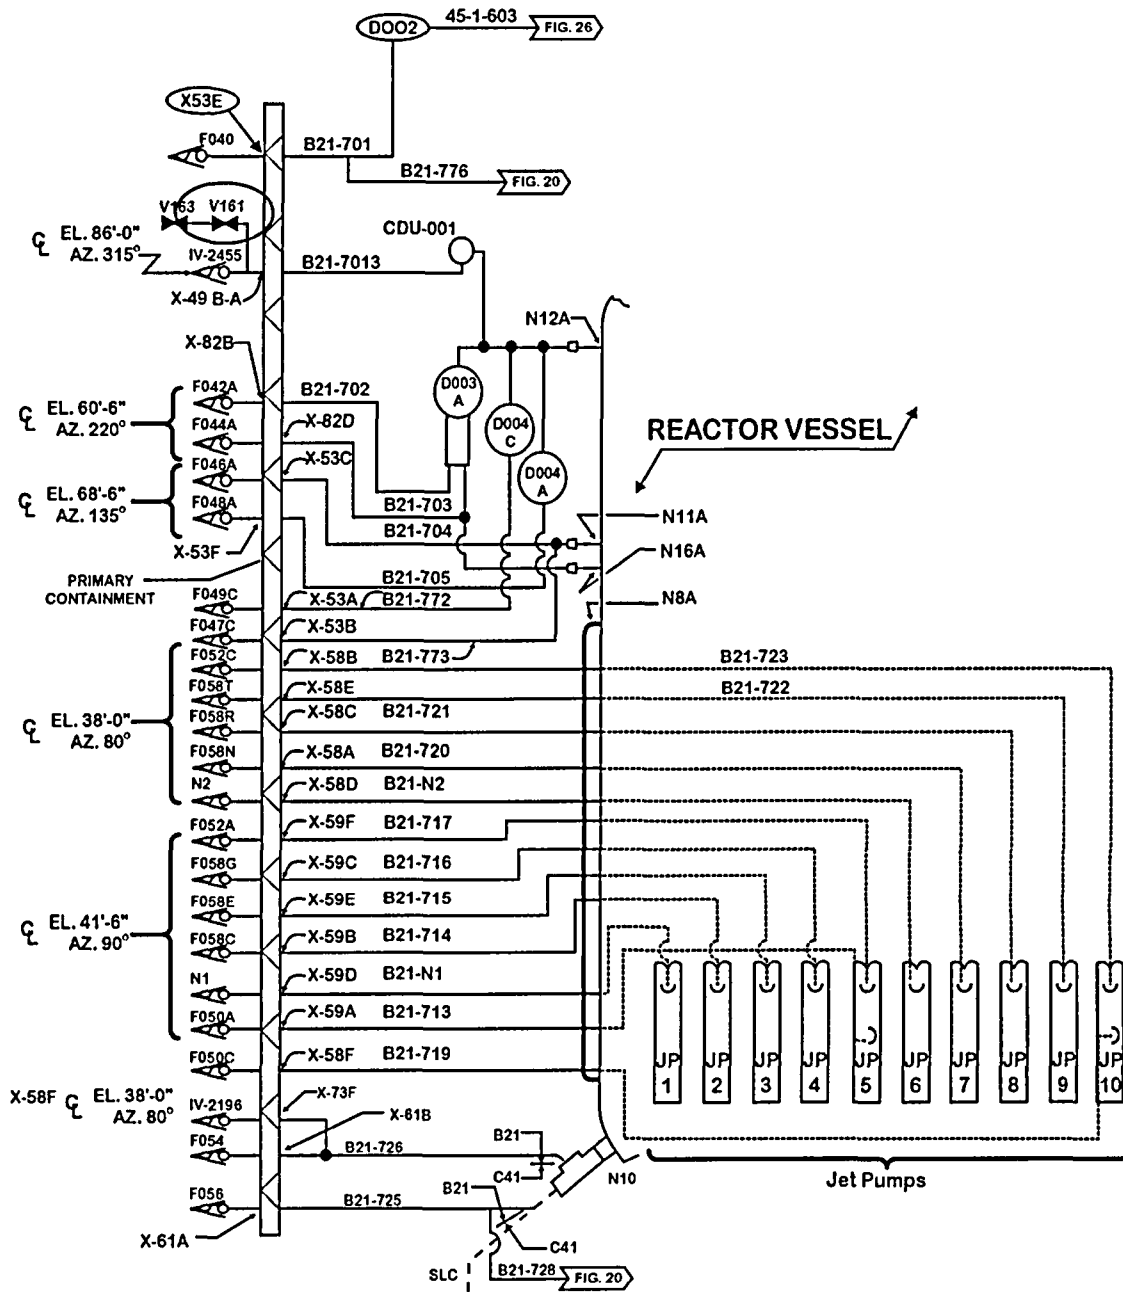 45-1-603
DOO2
FIG. 26
X53E
F040
B21-701
B21-776
FIG. 20
V163
V161
CDU-001
℄ EL. 86'-0"
AZ. 315°
IV-2455
B21-7013
X-49 B-A
N12A
X-82B
D003
A
F042A
B21-702
℄ EL. 60'-6"
AZ. 220°
F044A
X-82D
D004
C
REACTOR VESSEL
F046A
X-53C
D004
A
℄ EL. 68'-6"
AZ. 135°
F048A
B21-703
B21-704
N11A
X-53F
N16A
PRIMARY
CONTAINMENT
B21-705
F049C
X-53A
B21-772
N8A
F047C
X-53B
B21-773
F052C
X-58B
B21-723
F058T
X-58E
B21-722
℄ EL. 38'-0"
AZ. 80°
F058R
X-58C
B21-721
F058N
X-58A
B21-720
N2
X-58D
B21-N2
F052A
X-59F
B21-717
F058G
X-59C
B21-716
F058E
X-59E
B21-715
℄ EL. 41'-6"
AZ. 90°
F058C
X-59B
B21-714
N1
X-59D
B21-N1
F050A
X-59A
B21-713
F050C
X-58F
B21-719
JP
1
JP
2
JP
3
JP
4
JP
5
JP
6
JP
7
JP
8
JP
9
JP
10
X-58F ℄ EL. 38'-0"
AZ. 80°
IV-2196
X-73F
X-61B
F054
B21-726
B21
C41
N10
Jet Pumps
F056
B21-725
B21
C41
X-61A
SLC
B21-728
FIG. 20